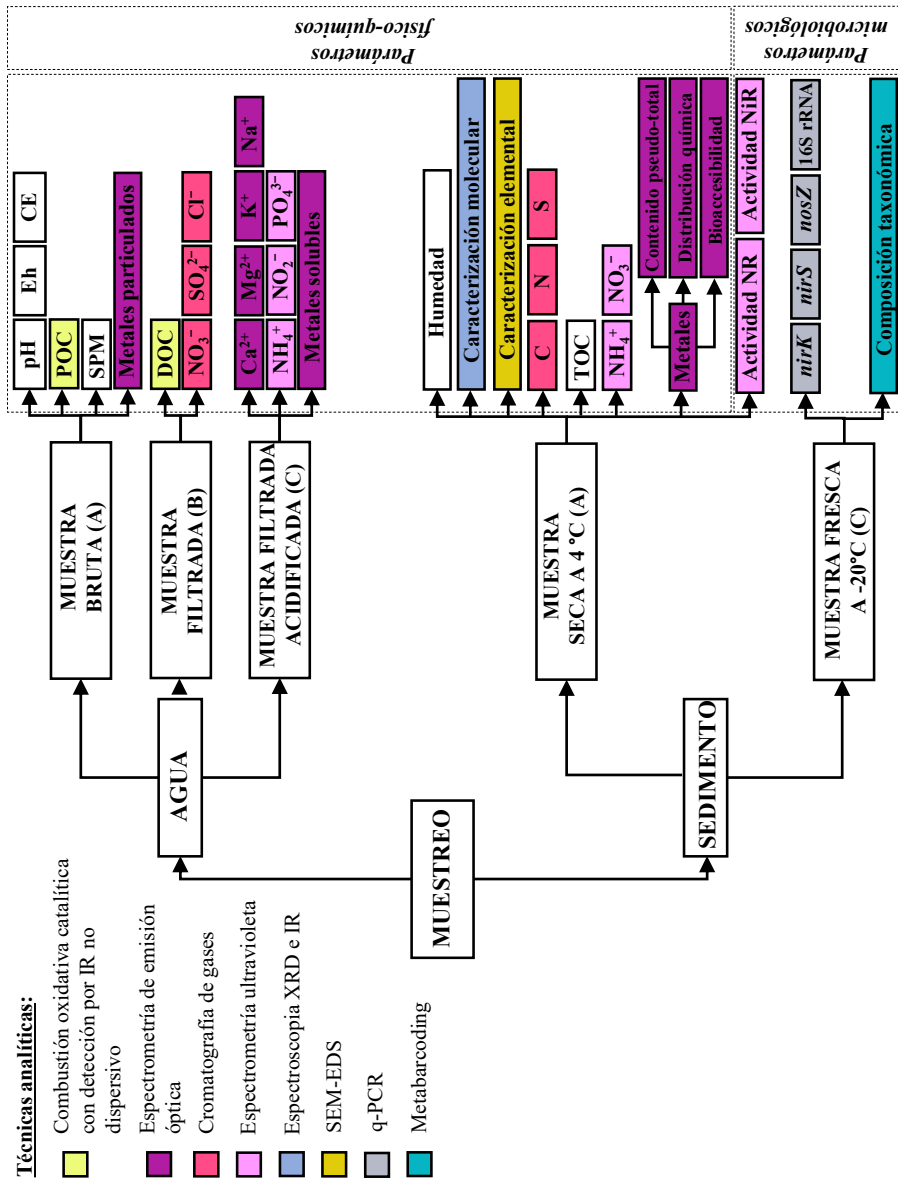 Técnicas analíticas:
Combustión oxidativa catalítica
con detección por IR no
dispersivo
Espectrometría de emisión
óptica
Cromatografía de gases
Espectrometría ultravioleta
Espectroscopia XRD e IR
SEM-EDS
q-PCR
Metabarcoding
MUESTREO
AGUA
SEDIMENTO
MUESTRA
BRUTA (A)
MUESTRA
FILTRADA (B)
MUESTRA FILTRADA
ACIDIFICADA (C)
MUESTRA
SECA A 4 °C (A)
MUESTRA FRESCA
A -20°C (C)
pH Eh CE
POC
SPM
Metales particulados
DOC
NO₃⁻ SO₄²⁻ Cl⁻
Ca²⁺ Mg²⁺ K⁺ Na⁺
NH₄⁺ NO₂⁻ PO₄³⁻
Metales solubles
Humedad
Caracterización molecular
Caracterización elemental
C N S
TOC
NH₄⁺ NO₃⁻
Metales
Contenido pseudo-total
Distribución química
Bioaccesibilidad
Actividad NR Actividad NiR
nirK nirS nosZ 16S rRNA
Composición taxonómica
Parámetros
físico-químicos
Parámetros
microbiológicos